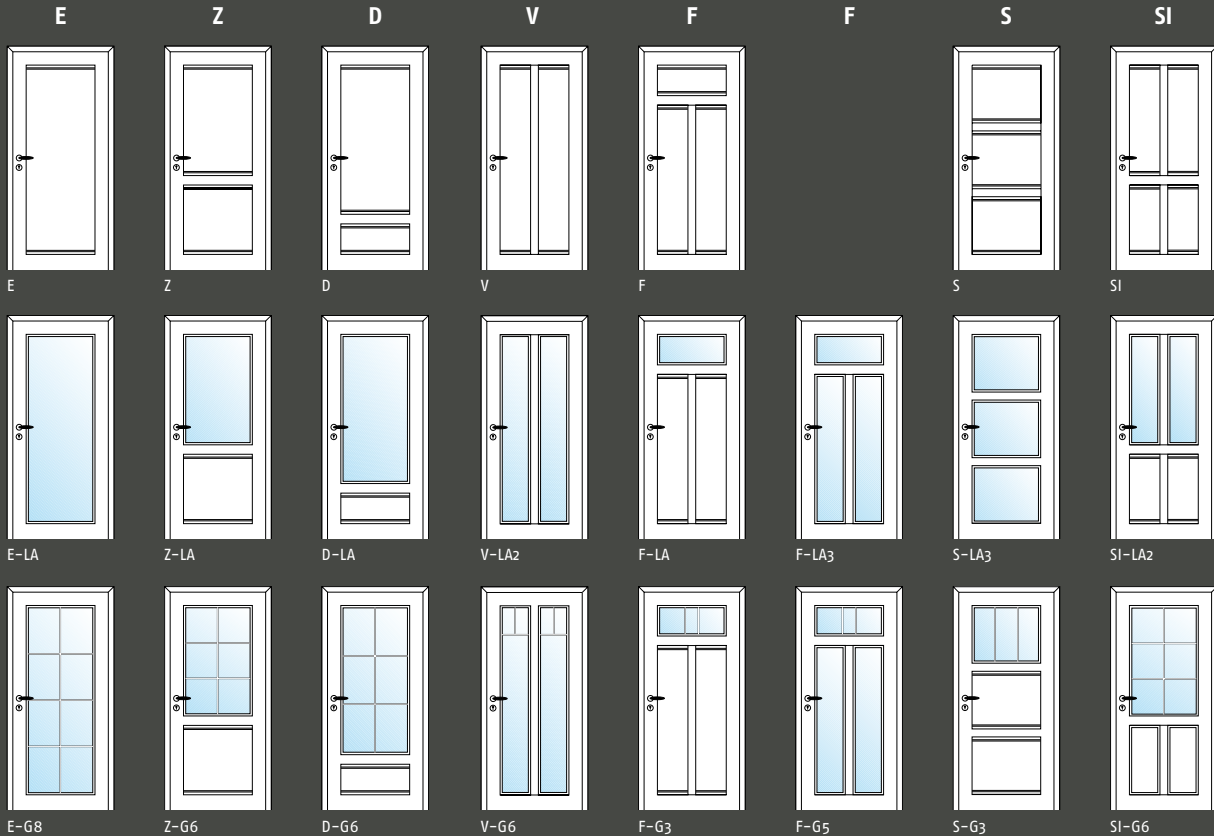 E Z D V F F S SI
E Z D V F S SI
E-LA Z-LA D-LA V-LA2 F-LA F-LA3 S-LA3 SI-LA2
E-G8 Z-G6 D-G6 V-G6 F-G3 F-G5 S-G3 SI-G6